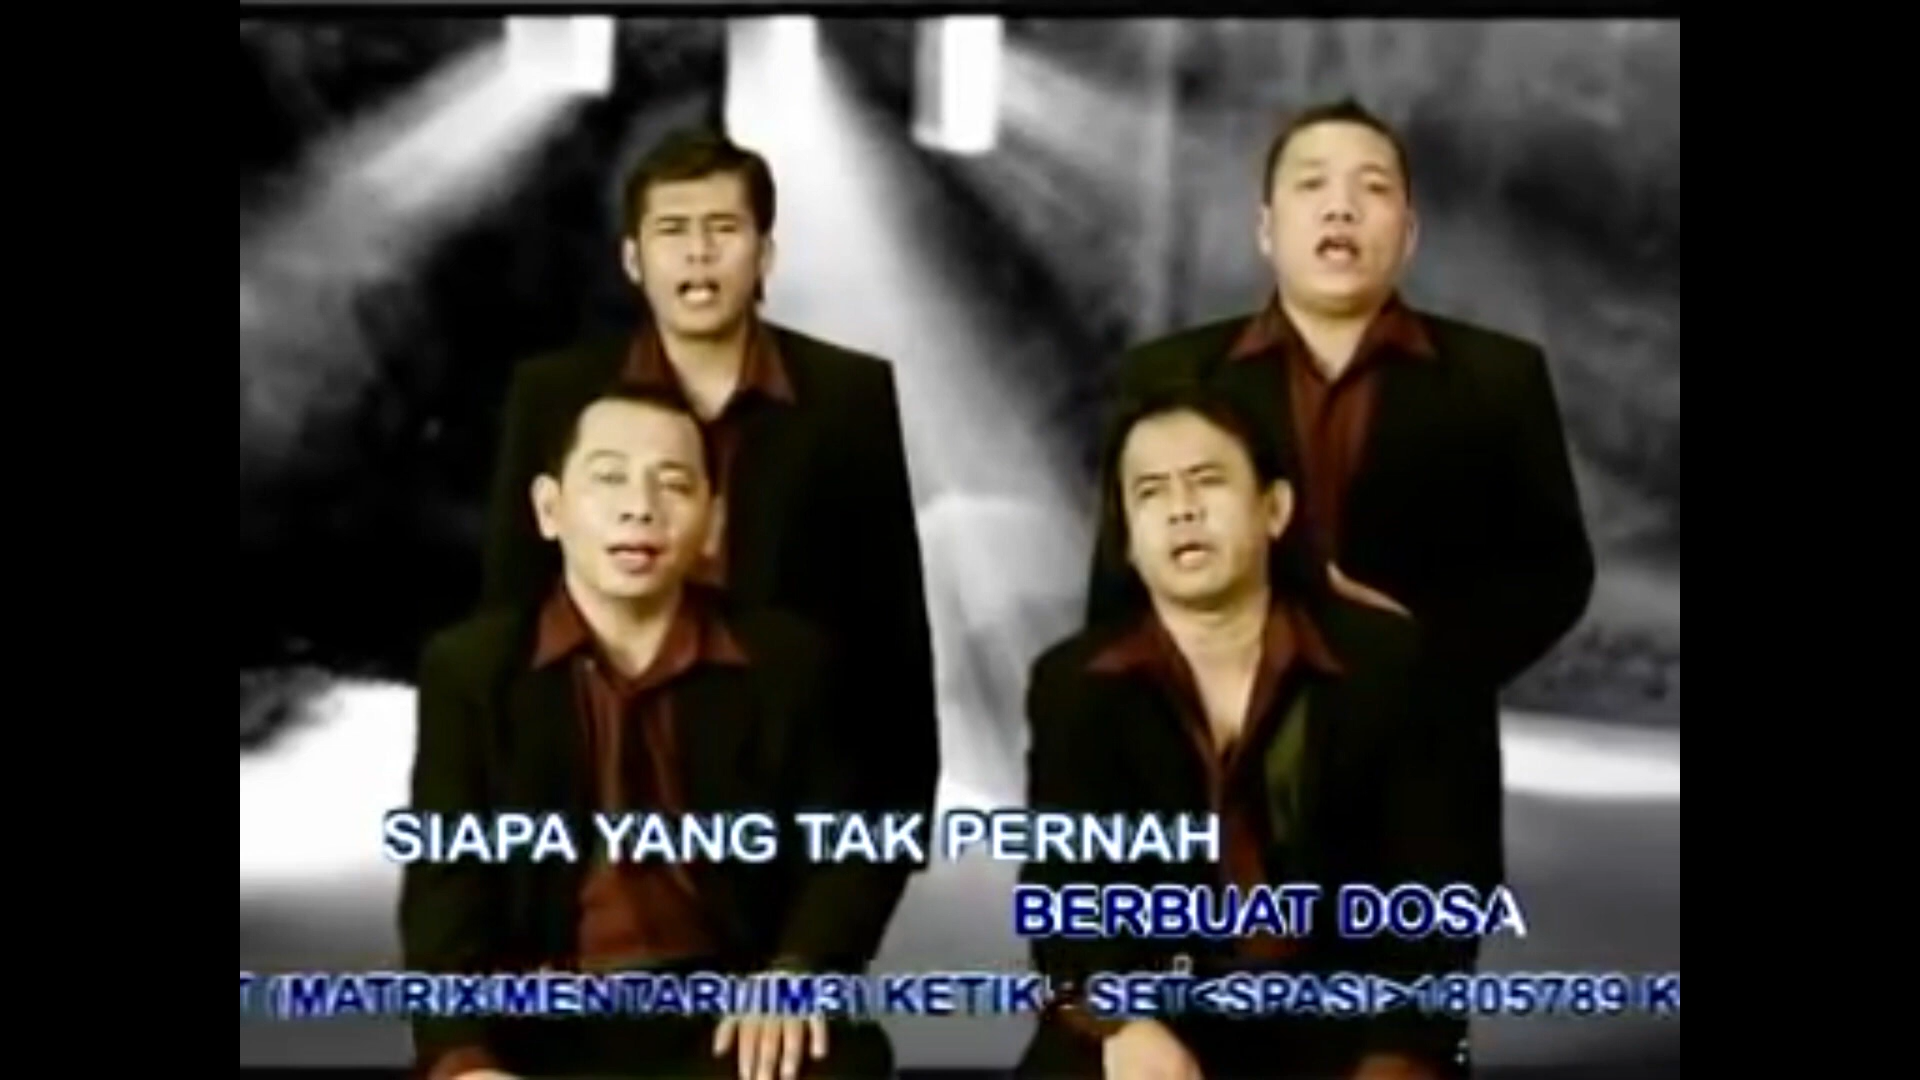 SIAPA YANG TAK PERNAH
BERBUAT DOSA
T (MATRIX/MENTARI/IM3) KETIK : SET<SPASI>1805789 K